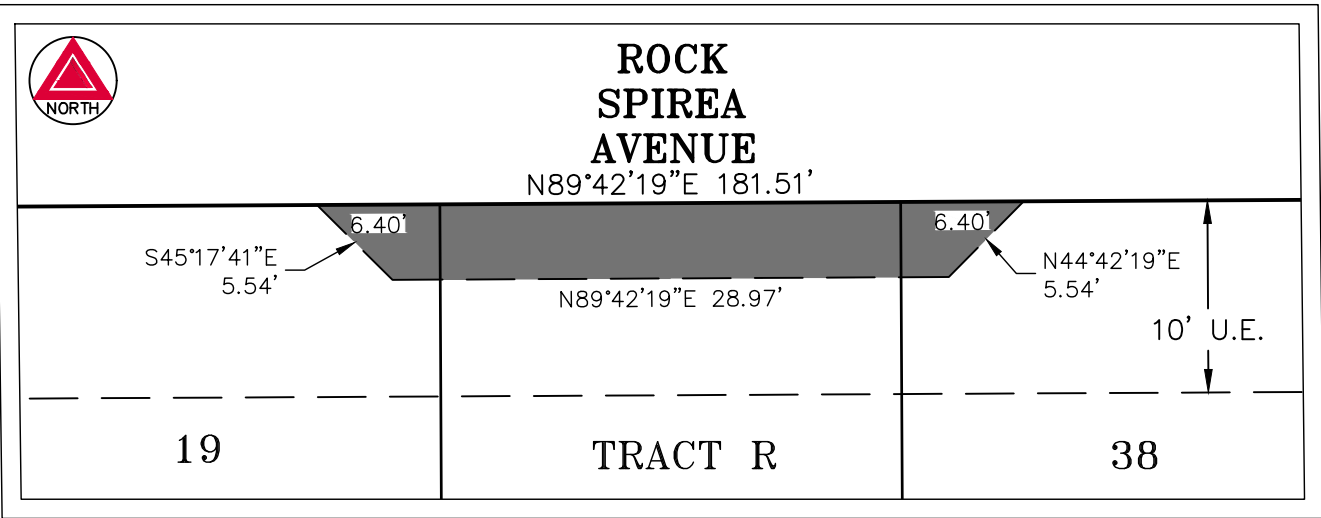 NORTH
ROCK
SPIREA
AVENUE
N89°42'19"E 181.51'
6.40'
6.40'
S45°17'41"E
5.54'
N44°42'19"E
5.54'
N89°42'19"E 28.97'
10' U.E.
19
TRACT R
38